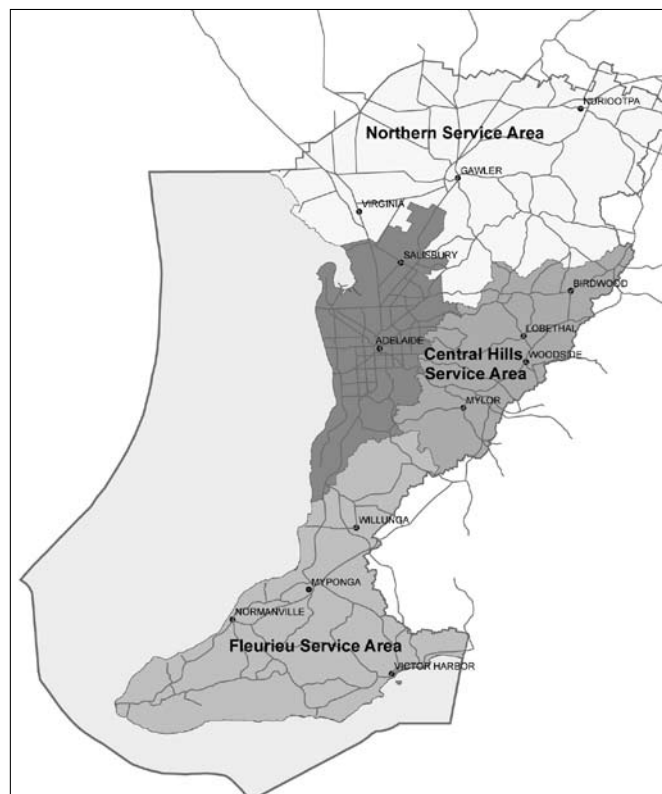 NURIOOTPA
Northern Service Area
GAWLER
VIRGINIA
SALISBURY
BIRDWOOD
LOBETHAL
ADELAIDE
Central Hills
WOODSIDE
Service Area
MYLOR
WILLUNGA
MYPONGA
NORMANVILLE
Fleurieu Service Area
VICTOR HARBOR